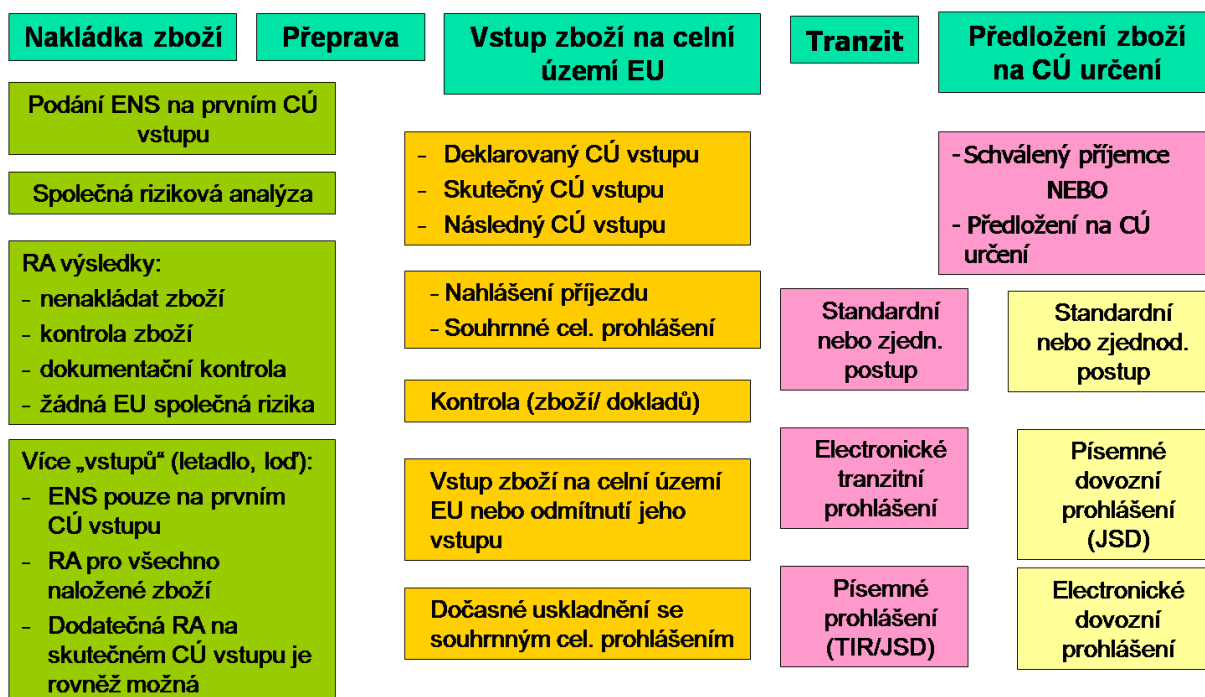 Nakládka zboží
Přeprava
Vstup zboží na celní
území EU
Tranzit
Předložení zboží
na CÚ určení
Podání ENS na prvním CÚ
vstupu
Společná riziková analýza
RA výsledky:
- nenakládat zboží
- kontrola zboží
- dokumentační kontrola
- žádná EU společná rizika
Více „vstupů“ (letadlo, loď):
- ENS pouze na prvním
CÚ vstupu
- RA pro všechno
naložené zboží
- Dodatečná RA na
skutečném CÚ vstupu je
rovněž možná
- Deklarovaný CÚ vstupu
- Skutečný CÚ vstupu
- Následný CÚ vstupu
- Nahlášení příjezdu
- Souhrnné cel. prohlášení
Kontrola (zboží/ dokladů)
Vstup zboží na celní území
EU nebo odmítnutí jeho
vstupu
Dočasné uskladnění se
souhrnným cel. prohlášením
- Schválený příjemce
NEBO
- Předložení na CÚ
určení
Standardní
nebo zjedn.
postup
Electronické
tranzitní
prohlášení
Písemné
prohlášení
(TIR/JSD)
Standardní
nebo zjednod.
postup
Písemné
dovozní
prohlášení
(JSD)
Electronické
dovozní
prohlášení